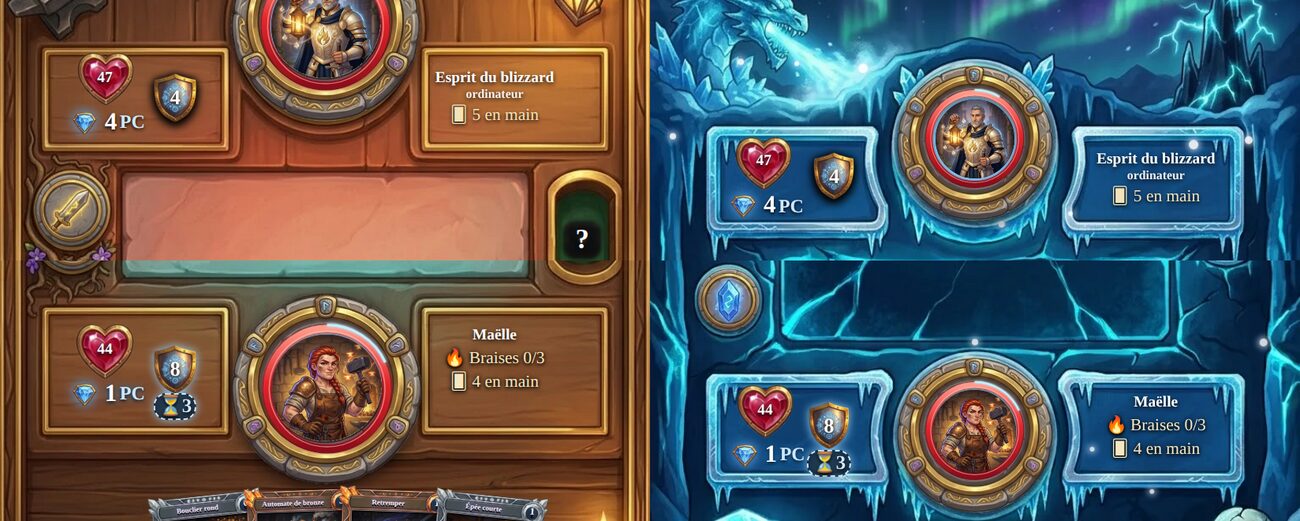 47
4
4 PC
Esprit du blizzard
ordinateur
5 en main
?
44
8
1 PC
3
Maëlle
Braises 0/3
4 en main
Bouclier rond
Automate de bronze
Retremper
Épée courte
1
47
4
4 PC
Esprit du blizzard
ordinateur
5 en main
44
8
1 PC
3
Maëlle
Braises 0/3
4 en main